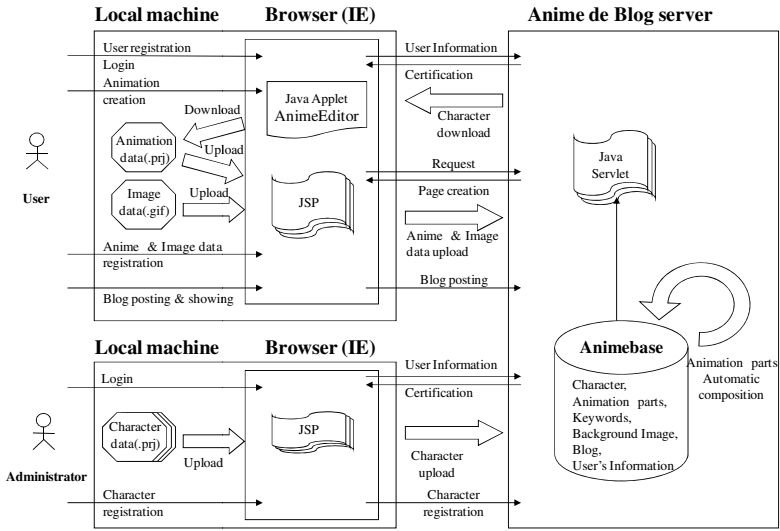 Local machine
Browser (IE)
Anime de Blog server
User registration
Login
Animation
creation
Download
Java Applet
AnimeEditor
User Information
Certification
Character
download
Animation
data(.prj)
Upload
Image
data(.gif)
Upload
JSP
Request
Page creation
Java
Servlet
User
Anime & Image data
registration
Anime & Image
data upload
Blog posting & showing
Blog posting
Local machine
Browser (IE)
Login
User Information
Certification
Character
data(.prj)
Upload
JSP
Character
upload
Administrator
Character
registration
Character
registration
Animebase
Character,
Animation parts,
Keywords,
Background Image,
Blog,
User's Information
Animation parts
Automatic
composition